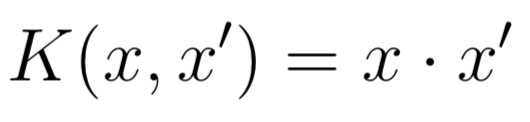 K(x, x′) = x · x′